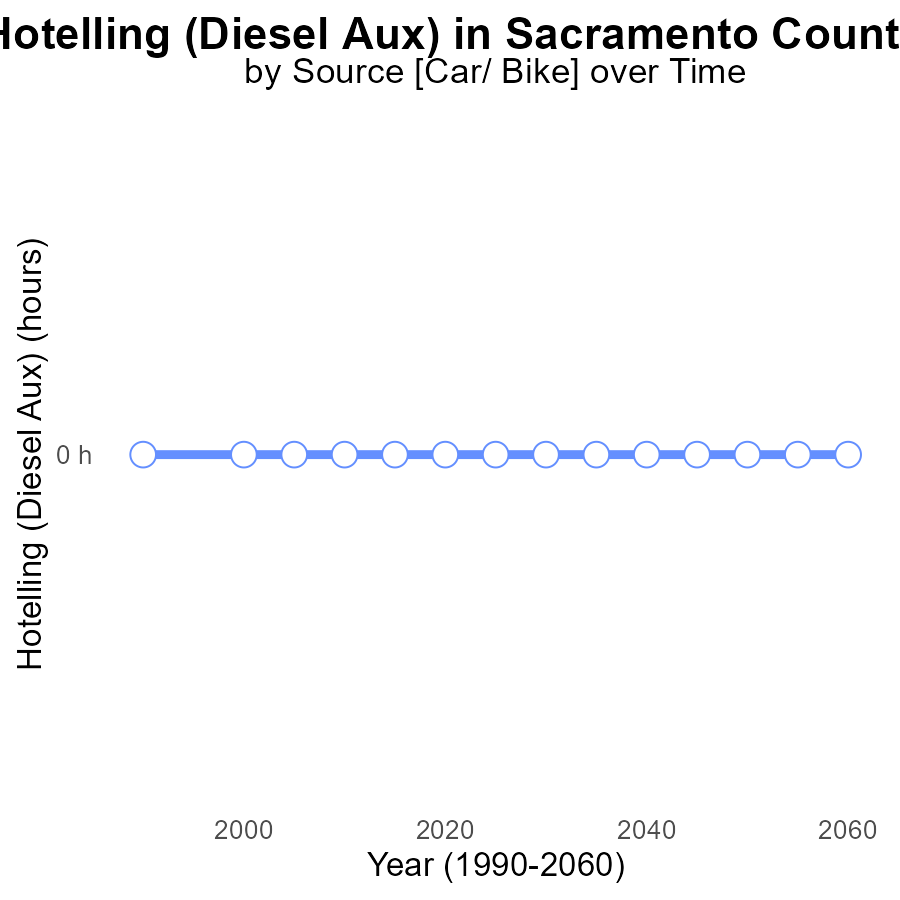 Hotelling (Diesel Aux) in Sacramento Count
by Source [Car/ Bike] over Time
Hotelling (Diesel Aux) (hours)
0 h
2000 2020 2040 2060
Year (1990-2060)